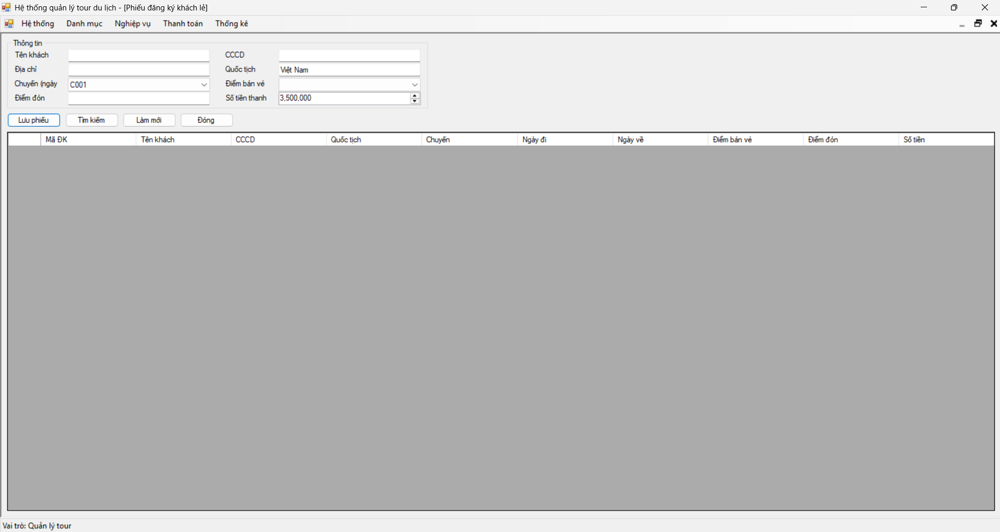 Hệ thống quản lý tour du lịch - [Phiếu đăng ký khách lẻ]
Hệ thống Danh mục Nghiệp vụ Thanh toán Thống kê
Thông tin
Tên khách CCCD
Địa chỉ Quốc tịch Việt Nam
Chuyến (ngày C001 Điểm bán vé
Điểm đón Số tiền thanh 3,500,000
Lưu phiếu Tìm kiếm Làm mới Đóng
Mã ĐK Tên khách CCCD Quốc tịch Chuyến Ngày đi Ngày về Điểm bán vé Điểm đón Số tiền
Vai trò: Quản lý tour